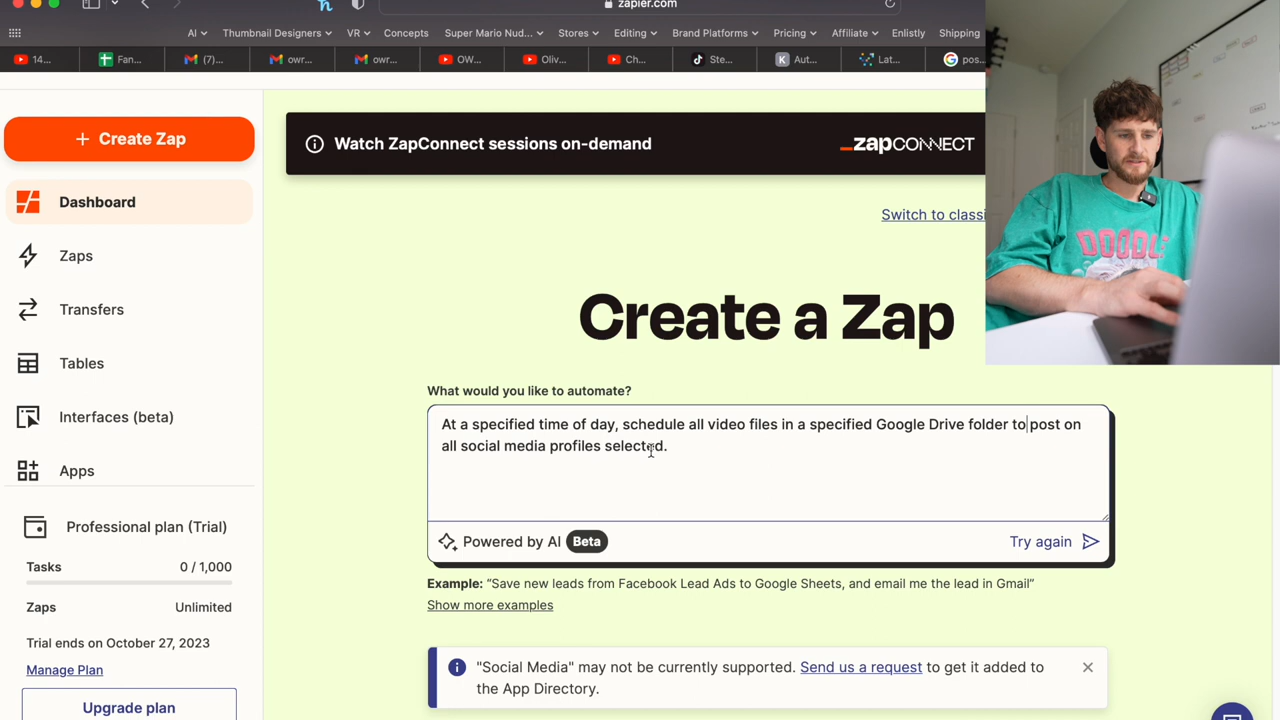 zapier.com
AI
Thumbnail Designers
VR
Concepts
Super Mario Nud...
Stores
Editing
Brand Platforms
Pricing
Affiliate
Enlistly
Shipping
14...
Fan...
(7)...
owr...
owr...
OW...
Oliv...
Ch...
Ste...
Aut...
Lat...
pos...
+ Create Zap
Dashboard
Zaps
Transfers
Tables
Interfaces (beta)
Apps
Professional plan (Trial)
Tasks 0 / 1,000
Zaps Unlimited
Trial ends on October 27, 2023
Manage Plan
Upgrade plan
Watch ZapConnect sessions on-demand
zapCONNECT
Switch to classi
Create a Zap
What would you like to automate?
At a specified time of day, schedule all video files in a specified Google Drive folder to post on
all social media profiles selected.
Powered by AI Beta
Try again
Example: "Save new leads from Facebook Lead Ads to Google Sheets, and email me the lead in Gmail"
Show more examples
"Social Media" may not be currently supported. Send us a request to get it added to
the App Directory.
DOODLE